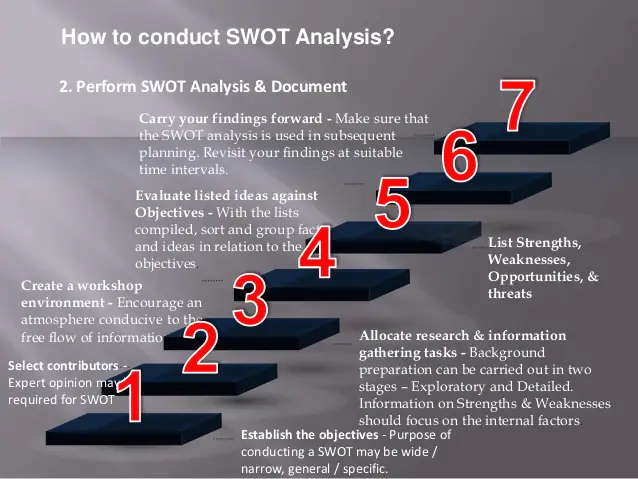 How to conduct SWOT Analysis?
2. Perform SWOT Analysis & Document
7
Carry your findings forward - Make sure that
the SWOT analysis is used in subsequent
planning. Revisit your findings at suitable
time intervals.
6
Evaluate listed ideas against
Objectives - With the lists
compiled, sort and group fact
and ideas in relation to the
objectives.
5
List Strengths,
Weaknesses,
Opportunities, &
threats
4
Create a workshop
environment - Encourage an
atmosphere conducive to the
free flow of informatio
3
Allocate research & information
gathering tasks - Background
preparation can be carried out in two
stages – Exploratory and Detailed.
Information on Strengths & Weaknesses
should focus on the internal factors
2
Select contributors -
Expert opinion may
required for SWOT
1
Establish the objectives - Purpose of
conducting a SWOT may be wide /
narrow, general / specific.